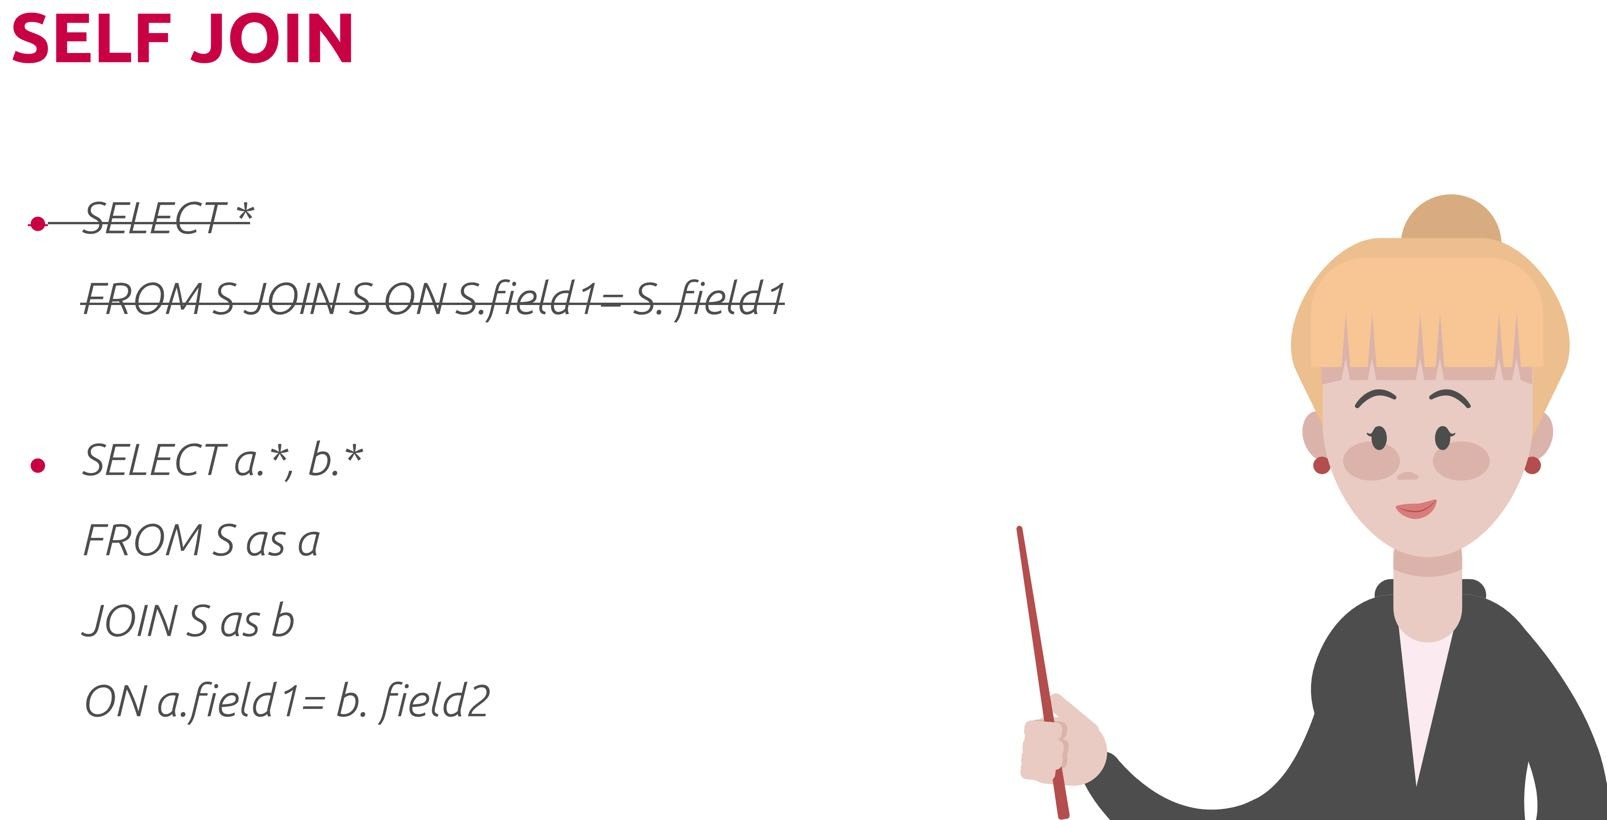 SELF JOIN
• SELECT *
FROM S JOIN S ON S.field1= S. field1
• SELECT a.*, b.*
FROM S as a
JOIN S as b
ON a.field1= b. field2